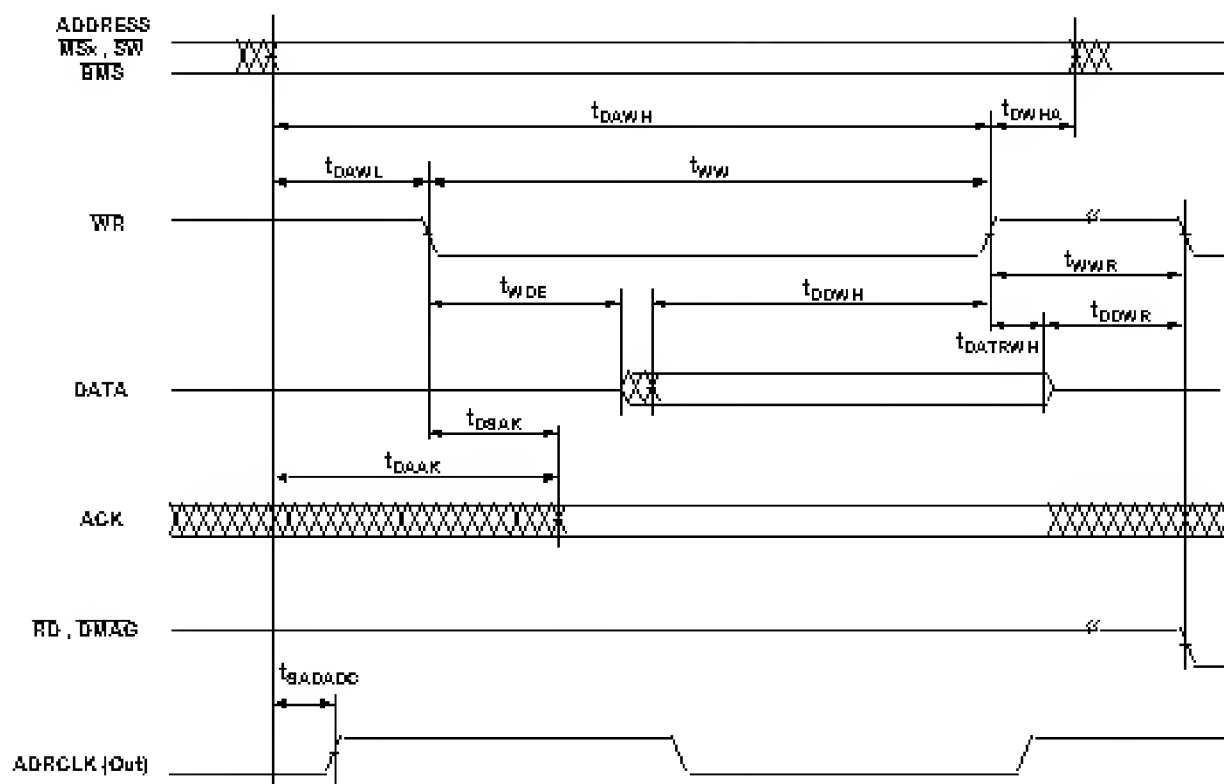 ADDRESS
MSx , SW
BMS
tDAWH
tDWHA
tDAWL
tWW
WR
tWWR
tWDE
tDDWH
tDDWR
tDATRWH
DATA
tDSAK
tDAAK
ACK
RD , DMAG
tSADADC
ADRCLK (Out)